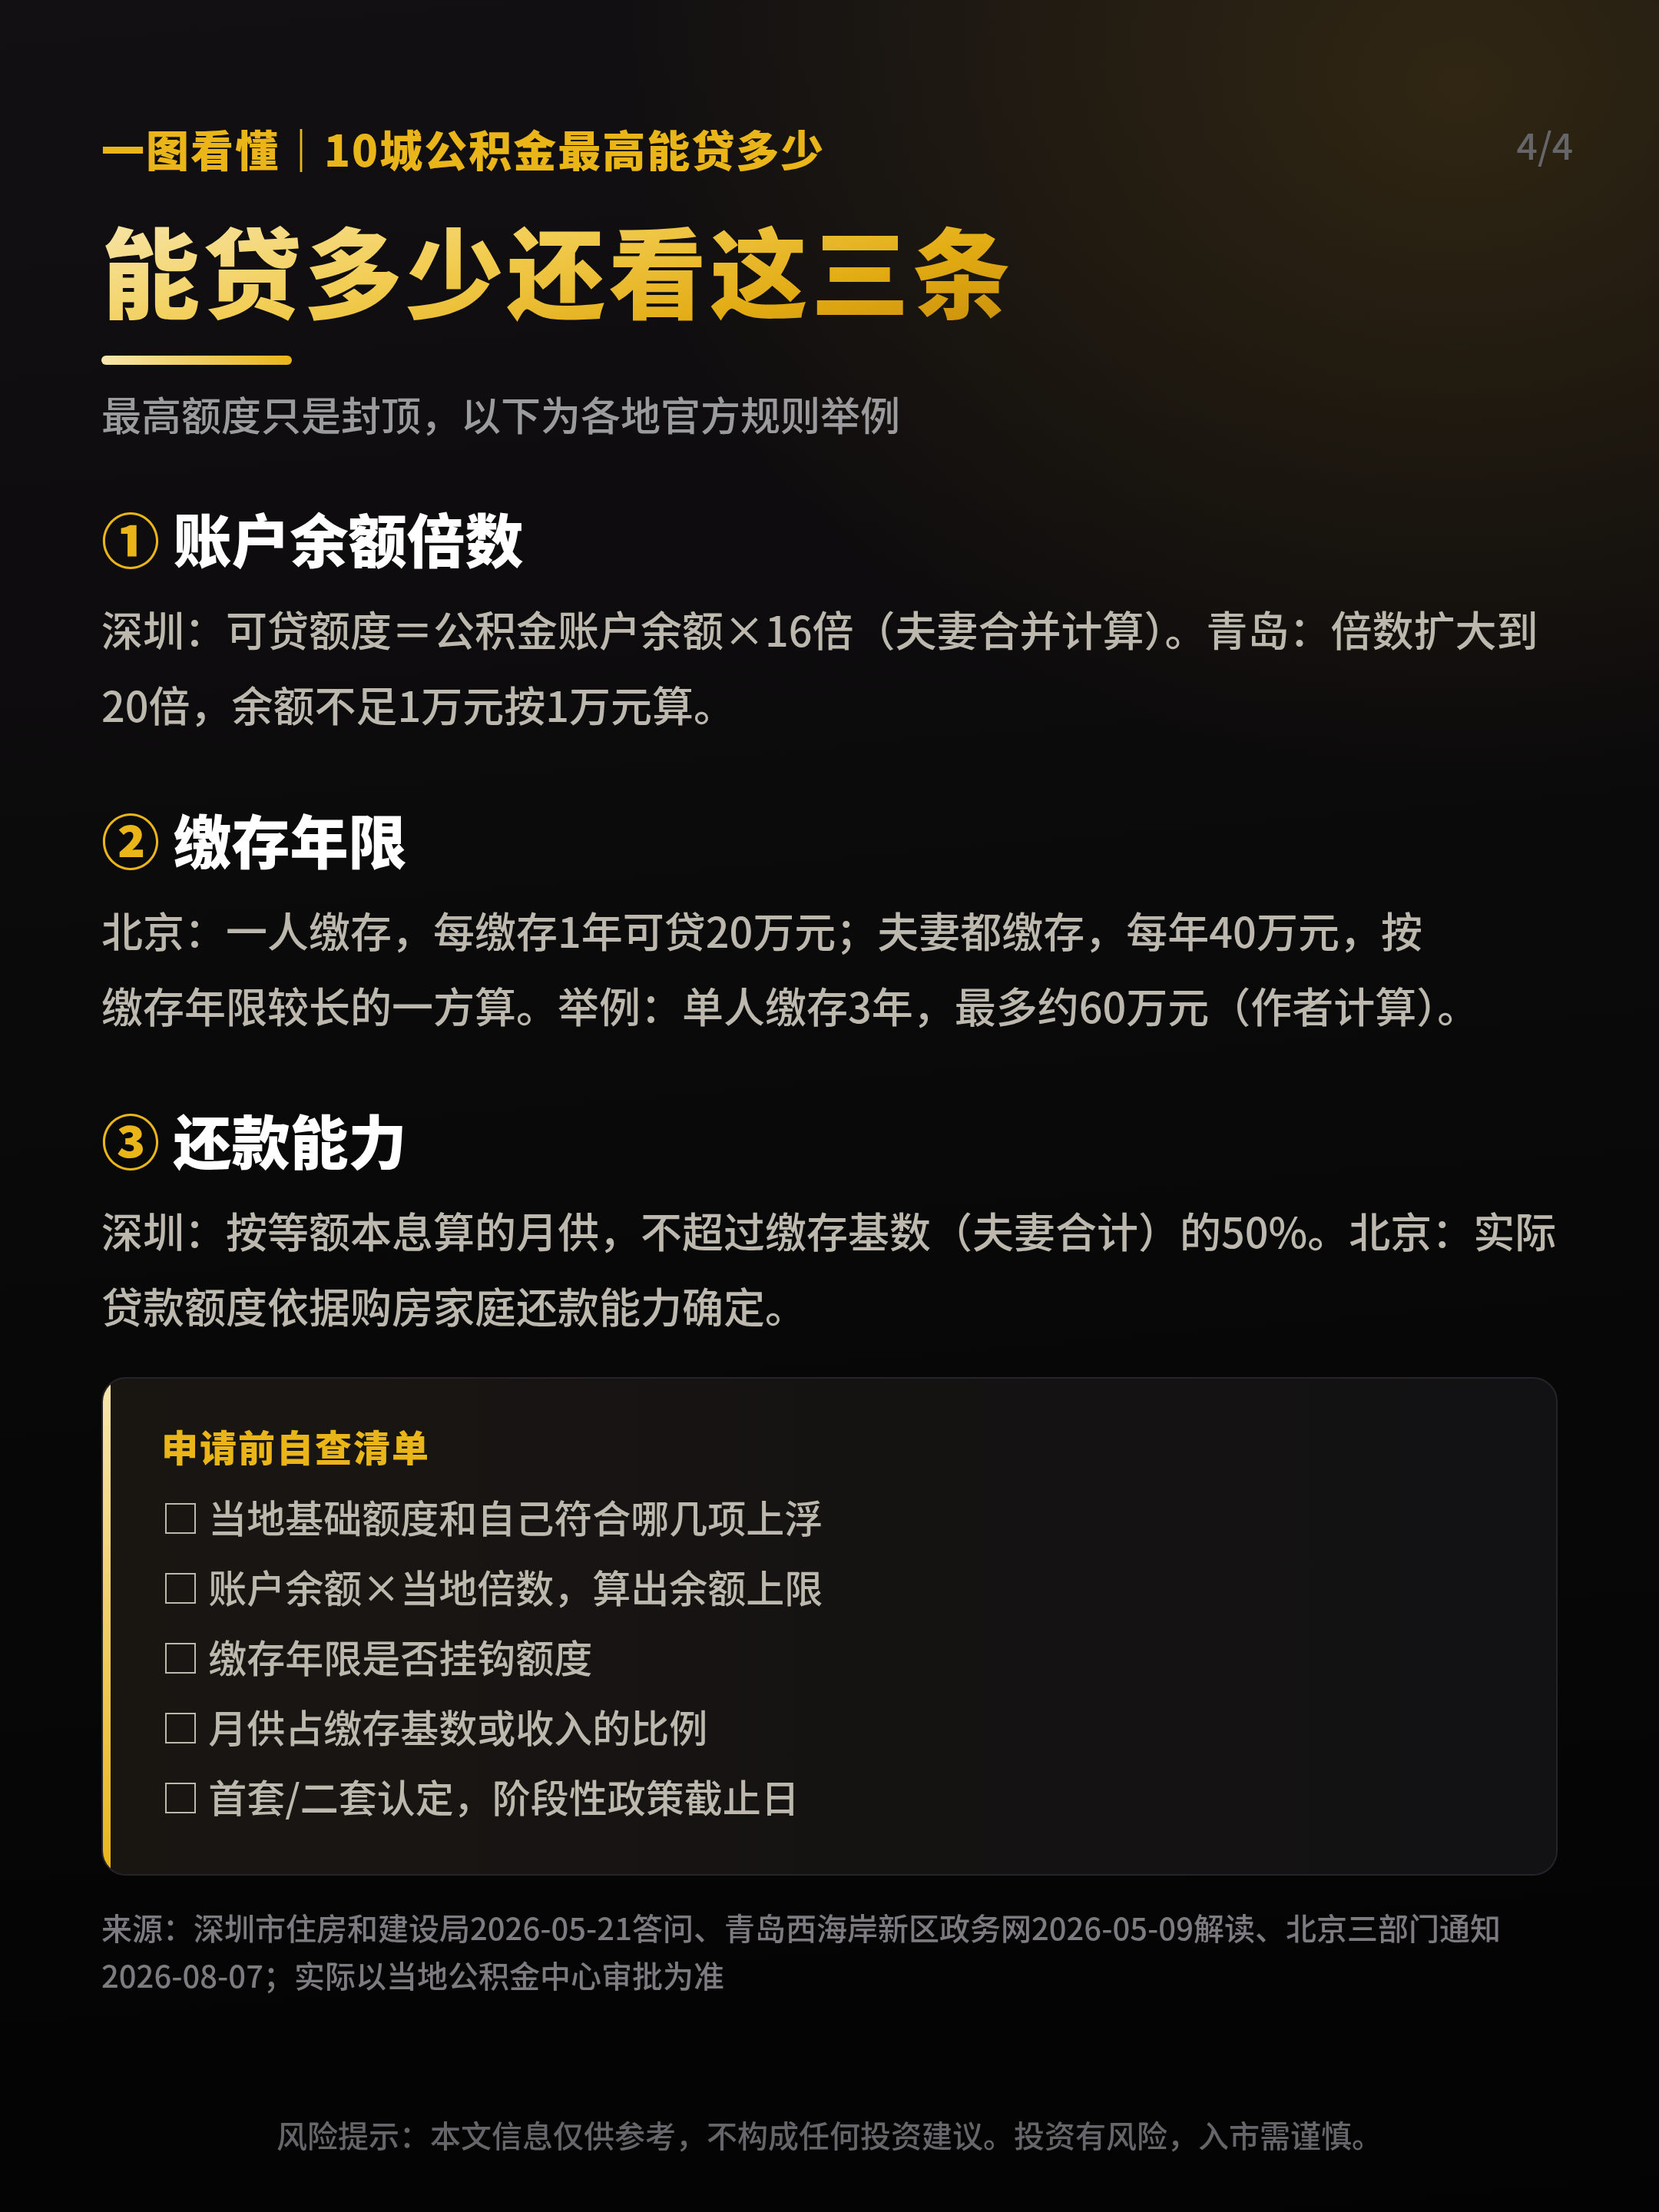 一图看懂｜10城公积金最高能贷多少
4/4
能贷多少还看这三条
最高额度只是封顶，以下为各地官方规则举例
① 账户余额倍数
深圳：可贷额度＝公积金账户余额×16倍（夫妻合并计算）。青岛：倍数扩大到
20倍，余额不足1万元按1万元算。
② 缴存年限
北京：一人缴存，每缴存1年可贷20万元；夫妻都缴存，每年40万元，按
缴存年限较长的一方算。举例：单人缴存3年，最多约60万元（作者计算）。
③ 还款能力
深圳：按等额本息算的月供，不超过缴存基数（夫妻合计）的50%。北京：实际
贷款额度依据购房家庭还款能力确定。
申请前自查清单
□ 当地基础额度和自己符合哪几项上浮
□ 账户余额×当地倍数，算出余额上限
□ 缴存年限是否挂钩额度
□ 月供占缴存基数或收入的比例
□ 首套/二套认定，阶段性政策截止日
来源：深圳市住房和建设局2026-05-21答问、青岛西海岸新区政务网2026-05-09解读、北京三部门通知
2026-08-07；实际以当地公积金中心审批为准
风险提示：本文信息仅供参考，不构成任何投资建议。投资有风险，入市需谨慎。